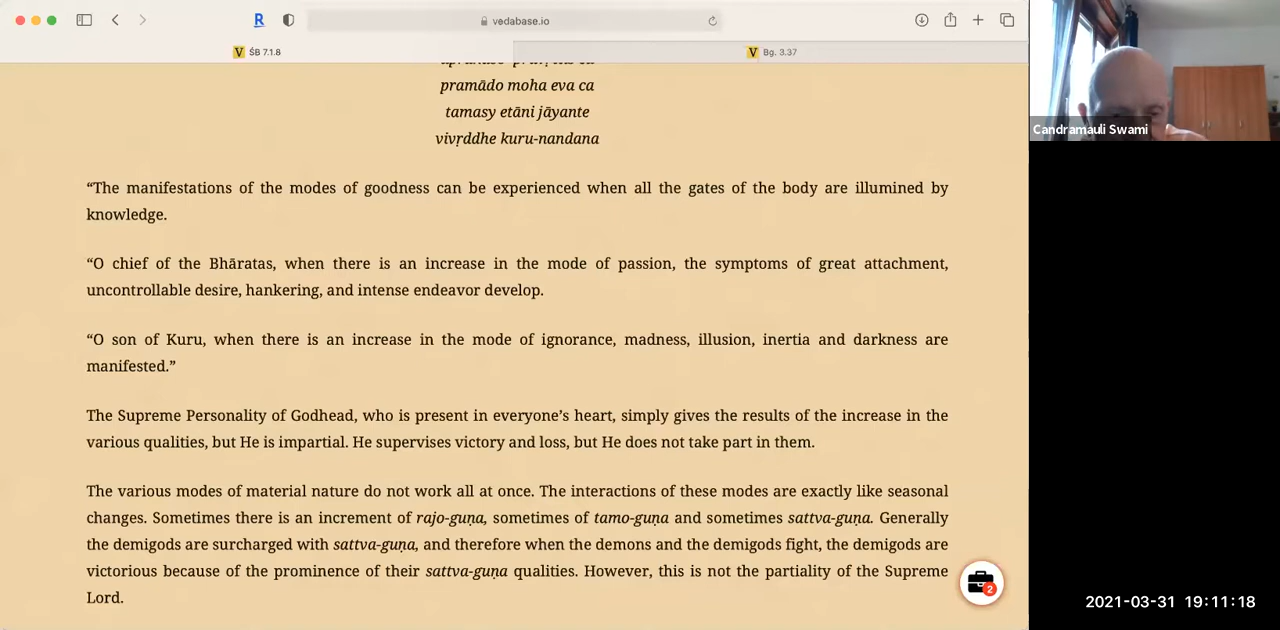 vedabase.io
ŚB 7.1.8
Bg. 3.37
pramādo moha eva ca
tamasy etāni jāyante
vivṛddhe kuru-nandana
“The manifestations of the modes of goodness can be experienced when all the gates of the body are illumined by
knowledge.
“O chief of the Bhāratas, when there is an increase in the mode of passion, the symptoms of great attachment,
uncontrollable desire, hankering, and intense endeavor develop.
“O son of Kuru, when there is an increase in the mode of ignorance, madness, illusion, inertia and darkness are
manifested.”
The Supreme Personality of Godhead, who is present in everyone’s heart, simply gives the results of the increase in the
various qualities, but He is impartial. He supervises victory and loss, but He does not take part in them.
The various modes of material nature do not work all at once. The interactions of these modes are exactly like seasonal
changes. Sometimes there is an increment of rajo-guṇa, sometimes of tamo-guṇa and sometimes sattva-guṇa. Generally
the demigods are surcharged with sattva-guṇa, and therefore when the demons and the demigods fight, the demigods are
victorious because of the prominence of their sattva-guṇa qualities. However, this is not the partiality of the Supreme
Lord.
2
Candramauli Swami
2021-03-31 19:11:18